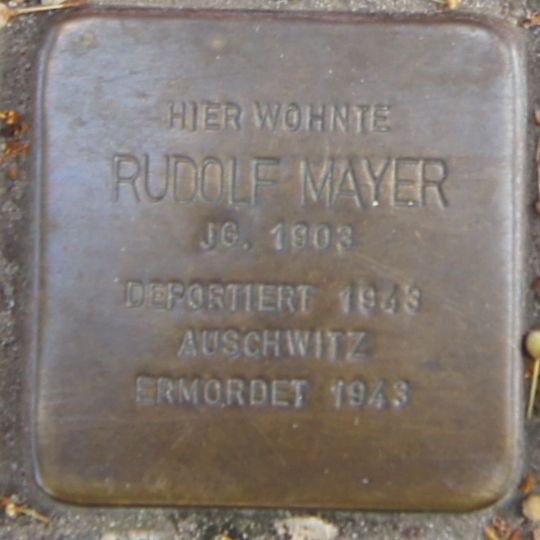 HIER WOHNTE
RUDOLF MAYER
JG. 1903
DEPORTIERT 1943
AUSCHWITZ
ERMORDET 1943